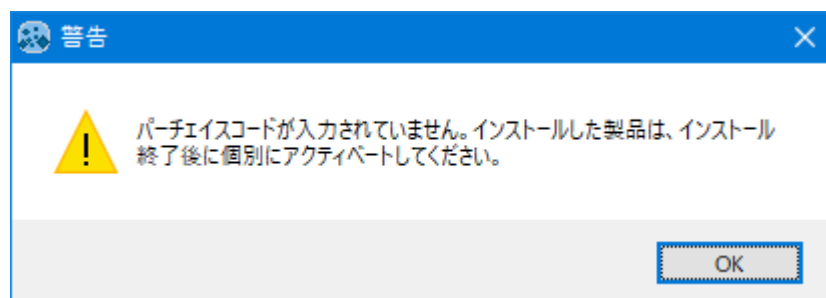 警告
パーチェイスコードが入力されていません。インストールした製品は、インストール
終了後に個別にアクティベートしてください。
OK